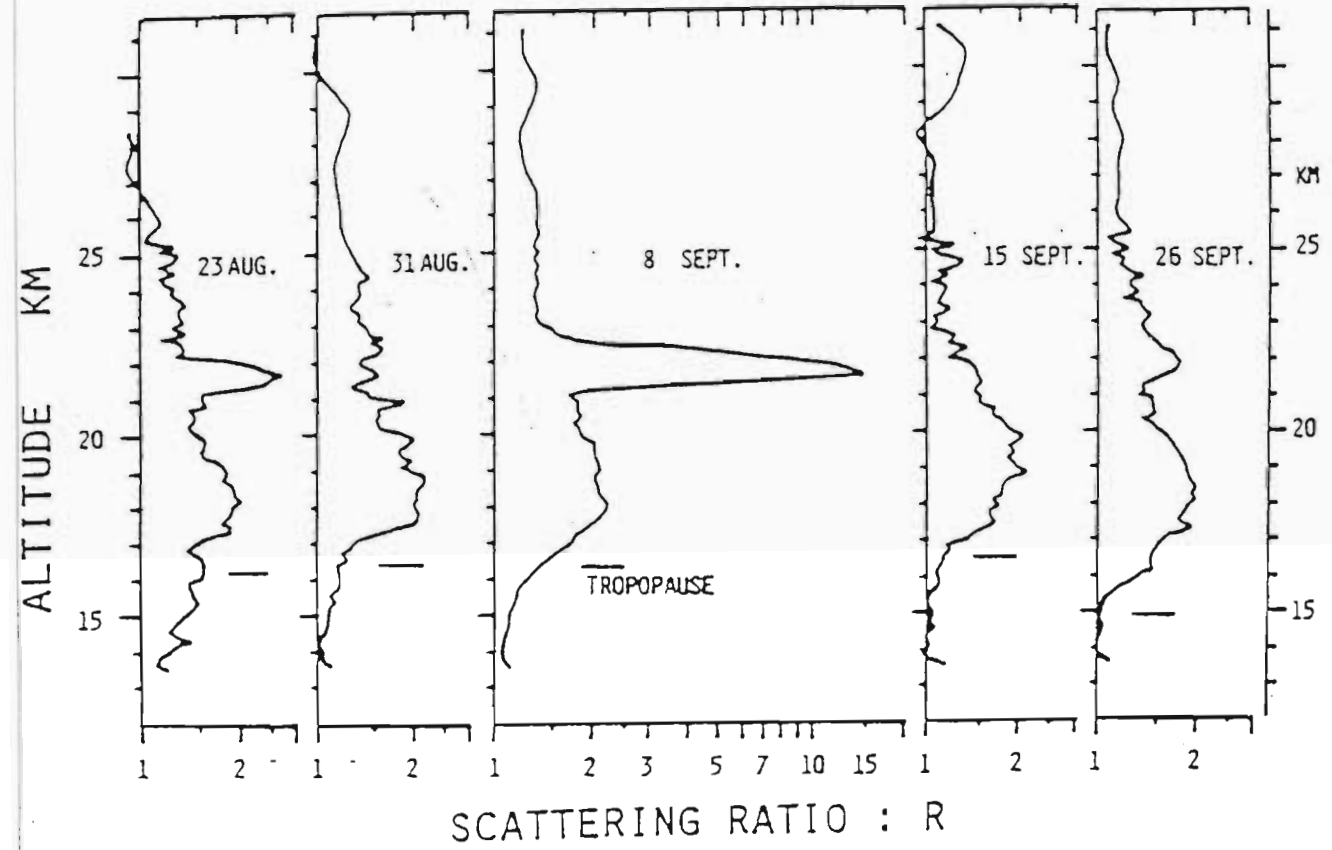 23 AUG.
31 AUG.
8 SEPT.
15 SEPT.
26 SEPT.
KM
25
20
15
25
20
15
ALTITUDE KM
TROPOPAUSE
1 2
1 2
1 2 3 5 7 10 15
1 2
1 2
SCATTERING RATIO : R